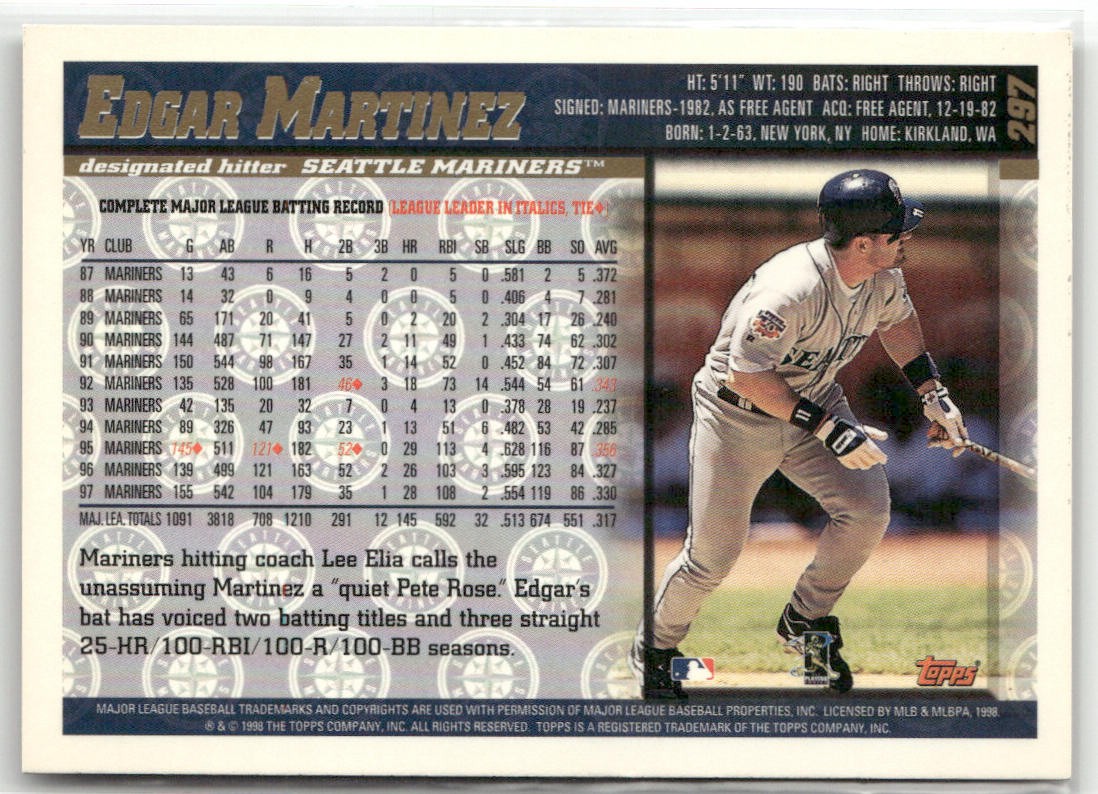 EDGAR MARTINEZ
HT: 5'11" WT: 190 BATS: RIGHT THROWS: RIGHT
SIGNED: MARINERS-1982, AS FREE AGENT ACQ: FREE AGENT, 12-19-82
BORN: 1-2-63, NEW YORK, NY HOME: KIRKLAND, WA
297
designated hitter SEATTLE MARINERS™
COMPLETE MAJOR LEAGUE BATTING RECORD (LEAGUE LEADER IN ITALICS, TIE♦)
YR CLUB G AB R H 2B 3B HR RBI SB SLG BB SO AVG
87 MARINERS 13 43 6 16 5 2 0 5 0 .581 2 5 .372
88 MARINERS 14 32 0 9 4 0 0 5 0 .406 4 7 .281
89 MARINERS 65 171 20 41 5 0 2 20 2 .304 17 26 .240
90 MARINERS 144 487 71 147 27 2 11 49 1 .433 74 62 .302
91 MARINERS 150 544 98 167 35 1 14 52 0 .452 84 72 .307
92 MARINERS 135 528 100 181 46♦ 3 18 73 14 .544 54 61 .343
93 MARINERS 42 135 20 32 7 0 4 13 0 .378 28 19 .237
94 MARINERS 89 326 47 93 23 1 13 51 6 .482 53 42 .285
95 MARINERS 145♦ 511 121♦ 182 52♦ 0 29 113 4 .628 116 87 .356
96 MARINERS 139 499 121 163 52 2 26 103 3 .595 123 84 .327
97 MARINERS 155 542 104 179 35 1 28 108 2 .554 119 86 .330
MAJ. LEA. TOTALS 1091 3818 708 1210 291 12 145 592 32 .513 674 551 .317
Mariners hitting coach Lee Elia calls the
unassuming Martinez a "quiet Pete Rose." Edgar's
bat has voiced two batting titles and three straight
25-HR/100-RBI/100-R/100-BB seasons.
SEATTLE
11
11
topps
MAJOR LEAGUE BASEBALL TRADEMARKS AND COPYRIGHTS ARE USED WITH PERMISSION OF MAJOR LEAGUE BASEBALL PROPERTIES, INC. LICENSED BY MLB & MLBPA, 1998.
® & © 1998 THE TOPPS COMPANY, INC. ALL RIGHTS RESERVED. TOPPS IS A REGISTERED TRADEMARK OF THE TOPPS COMPANY, INC.